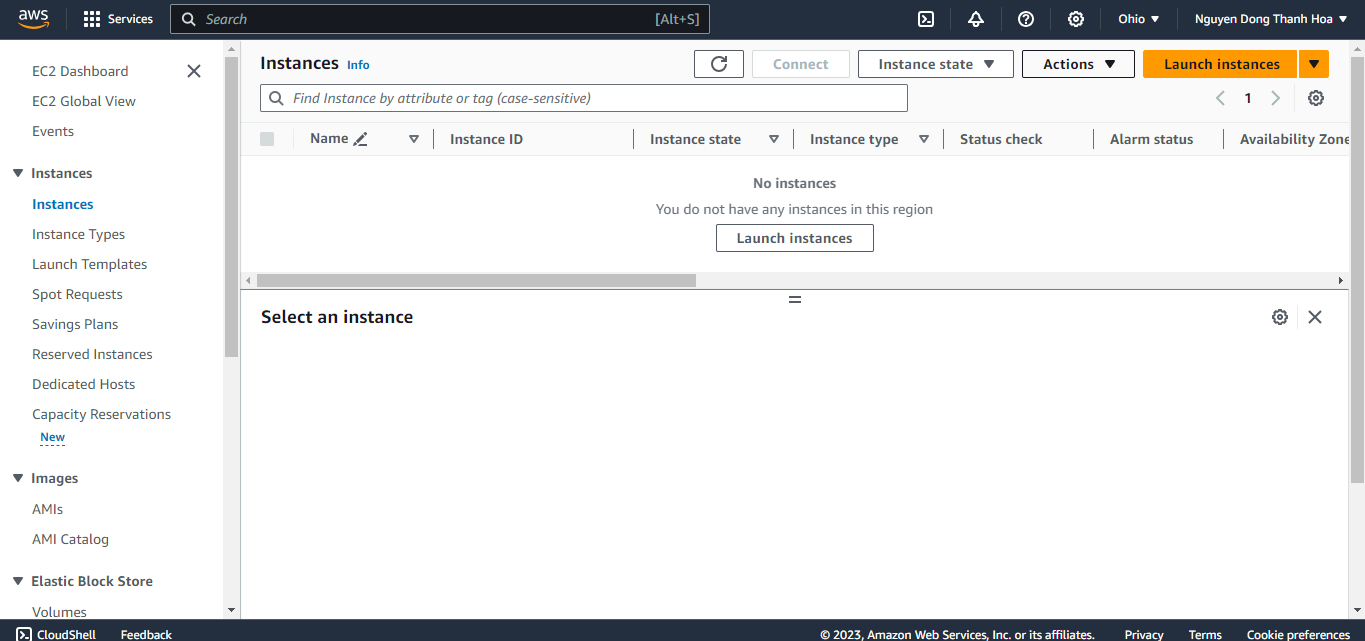 aws Services Search [Alt+S] Ohio Nguyen Dong Thanh Hoa
EC2 Dashboard
EC2 Global View
Events
Instances
Instances
Instance Types
Launch Templates
Spot Requests
Savings Plans
Reserved Instances
Dedicated Hosts
Capacity Reservations
New
Images
AMIs
AMI Catalog
Elastic Block Store
Volumes
Instances Info Connect Instance state Actions Launch instances
Find Instance by attribute or tag (case-sensitive) 1
Name Instance ID Instance state Instance type Status check Alarm status Availability Zone
No instances
You do not have any instances in this region
Launch instances
Select an instance
CloudShell Feedback © 2023, Amazon Web Services, Inc. or its affiliates. Privacy Terms Cookie preferences